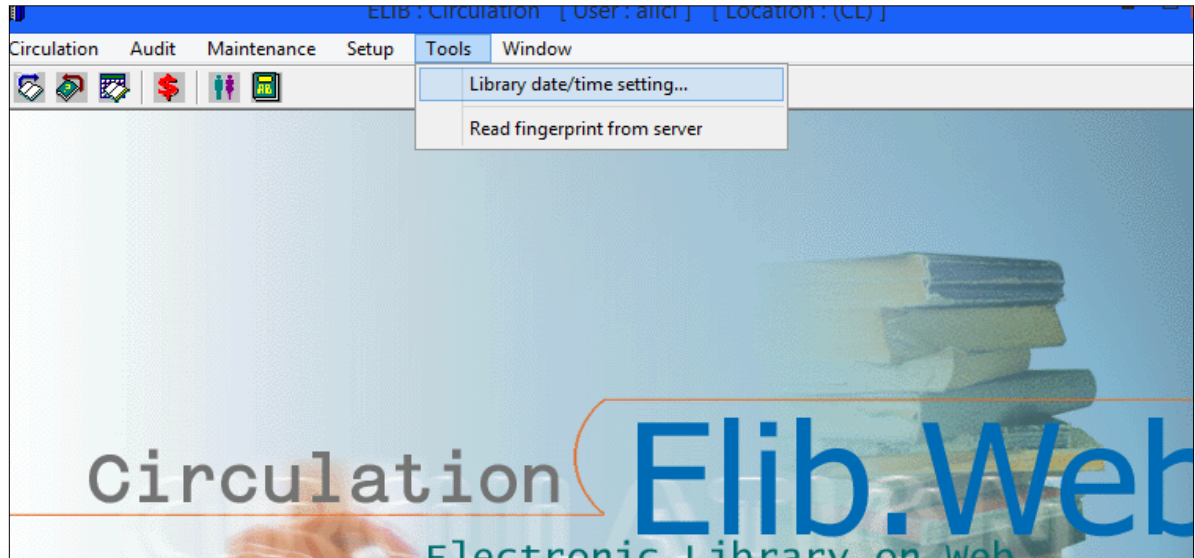 ELIB : Circulation [ User : alici ] [ Location : (CL) ]
Circulation Audit Maintenance Setup Tools Window
Library date/time setting...
Read fingerprint from server
Circulation Elib.Web
Electronic Library on Web